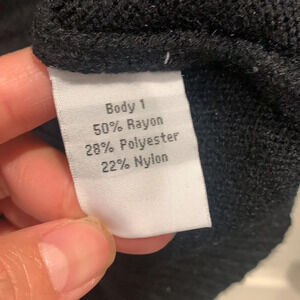 Body 1
50% Rayon
28% Polyester
22% Nylon